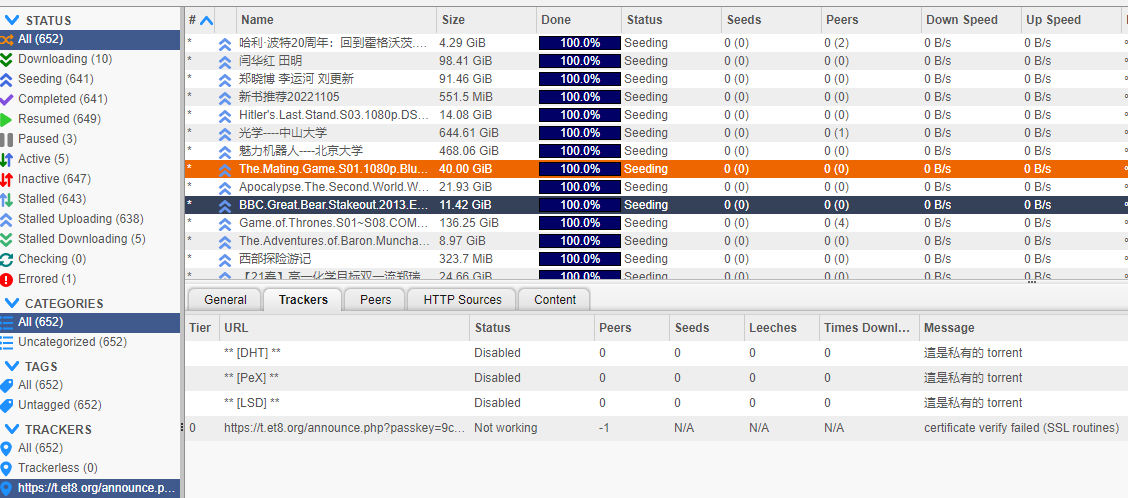 STATUS
All (652)
Downloading (10)
Seeding (641)
Completed (641)
Resumed (649)
Paused (3)
Active (5)
Inactive (647)
Stalled (643)
Stalled Uploading (638)
Stalled Downloading (5)
Checking (0)
Errored (1)
CATEGORIES
All (652)
Uncategorized (652)
TAGS
All (652)
Untagged (652)
TRACKERS
All (652)
Trackerless (0)
https://t.et8.org/announce.p...
# Name Size Done Status Seeds Peers Down Speed Up Speed
* 哈利·波特20周年：回到霍格沃茨.... 4.29 GiB 100.0% Seeding 0 (0) 0 (2) 0 B/s 0 B/s
* 闫华红 田明 98.41 GiB 100.0% Seeding 0 (0) 0 (0) 0 B/s 0 B/s
* 郑晓博 李运河 刘更新 91.46 GiB 100.0% Seeding 0 (0) 0 (0) 0 B/s 0 B/s
* 新书推荐20221105 551.5 MiB 100.0% Seeding 0 (0) 0 (0) 0 B/s 0 B/s
* Hitler's.Last.Stand.S03.1080p.DS... 14.08 GiB 100.0% Seeding 0 (0) 0 (0) 0 B/s 0 B/s
* 光学----中山大学 644.61 GiB 100.0% Seeding 0 (0) 0 (1) 0 B/s 0 B/s
* 魅力机器人----北京大学 468.06 GiB 100.0% Seeding 0 (0) 0 (0) 0 B/s 0 B/s
* The.Mating.Game.S01.1080p.Blu... 40.00 GiB 100.0% Seeding 0 (0) 0 (0) 0 B/s 0 B/s
* Apocalypse.The.Second.World.W... 21.93 GiB 100.0% Seeding 0 (0) 0 (0) 0 B/s 0 B/s
* BBC.Great.Bear.Stakeout.2013.E... 11.42 GiB 100.0% Seeding 0 (0) 0 (0) 0 B/s 0 B/s
* Game.of.Thrones.S01~S08.COM... 136.25 GiB 100.0% Seeding 0 (0) 0 (4) 0 B/s 0 B/s
* The.Adventures.of.Baron.Muncha... 8.97 GiB 100.0% Seeding 0 (0) 0 (0) 0 B/s 0 B/s
* 西部探险游记 323.7 MiB 100.0% Seeding 0 (0) 0 (0) 0 B/s 0 B/s
* 【21春】高一化学目标双一流郑瑞 24.66 GiB 100.0% Seeding 0 (0) 0 (0) 0 B/s 0 B/s
General Trackers Peers HTTP Sources Content
Tier URL Status Peers Seeds Leeches Times Downl... Message
** [DHT] ** Disabled 0 0 0 0 這是私有的 torrent
** [PeX] ** Disabled 0 0 0 0 這是私有的 torrent
** [LSD] ** Disabled 0 0 0 0 這是私有的 torrent
0 https://t.et8.org/announce.php?passkey=9c... Not working -1 N/A N/A N/A certificate verify failed (SSL routines)